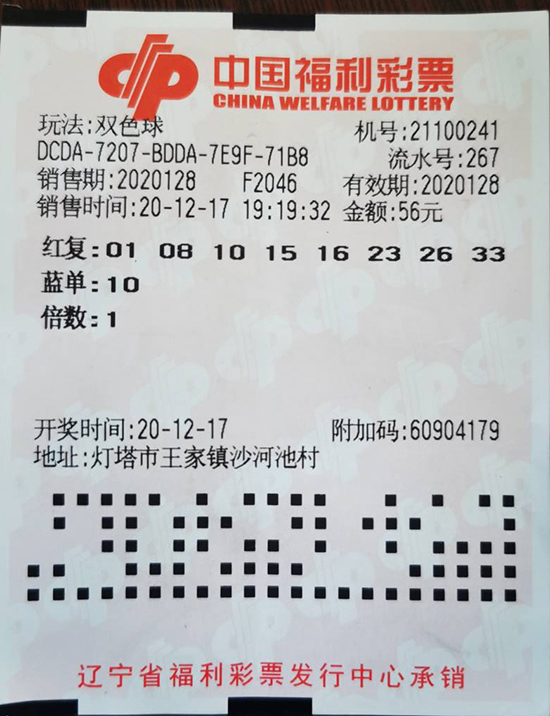 中国福利彩票
CHINA WELFARE LOTTERY
玩法:双色球 机号:21100241
DCDA-7207-BDDA-7E9F-71B8 流水号:267
销售期:2020128 F2046 有效期:2020128
销售时间:20-12-17 19:19:32 金额:56元
红复:01 08 10 15 16 23 26 33
蓝单:10
倍数:1
开奖时间:20-12-17 附加码:60904179
地址:灯塔市王家镇沙河池村
辽宁省福利彩票发行中心承销